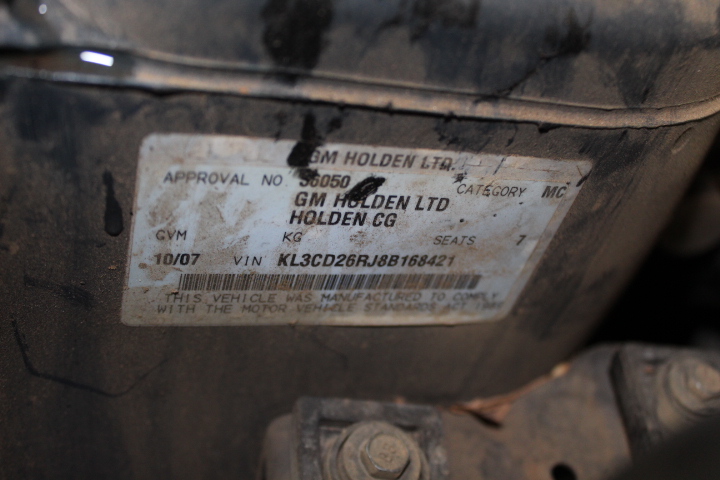 GM HOLDEN LTD.
APPROVAL NO 36050 CATEGORY MC
GM HOLDEN LTD
HOLDEN CG
GVM KG SEATS 7
10/07 VIN KL3CD26RJ8B168421
THIS VEHICLE WAS MANUFACTURED TO COMPLY
WITH THE MOTOR VEHICLE STANDARDS ACT 1989